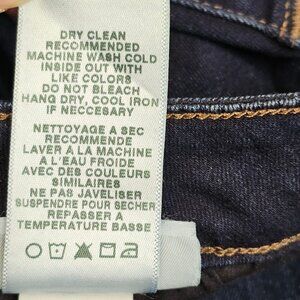 DRY CLEAN
RECOMMENDED
MACHINE WASH COLD
INSIDE OUT WITH
LIKE COLORS
DO NOT BLEACH
HANG DRY, COOL IRON
IF NECCESARY
NETTOYAGE A SEC
RECOMMENDE
LAVER A LA MACHINE
A L'EAU FROIDE
AVEC DES COULEURS
SIMILAIRES
NE PAS JAVELISER
SUSPENDRE POUR SECHER
REPASSER A
TEMPERATURE BASSE